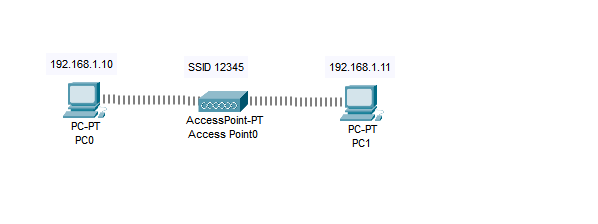 192.168.1.10
SSID 12345
192.168.1.11
PC-PT
PC0
AccessPoint-PT
Access Point0
PC-PT
PC1